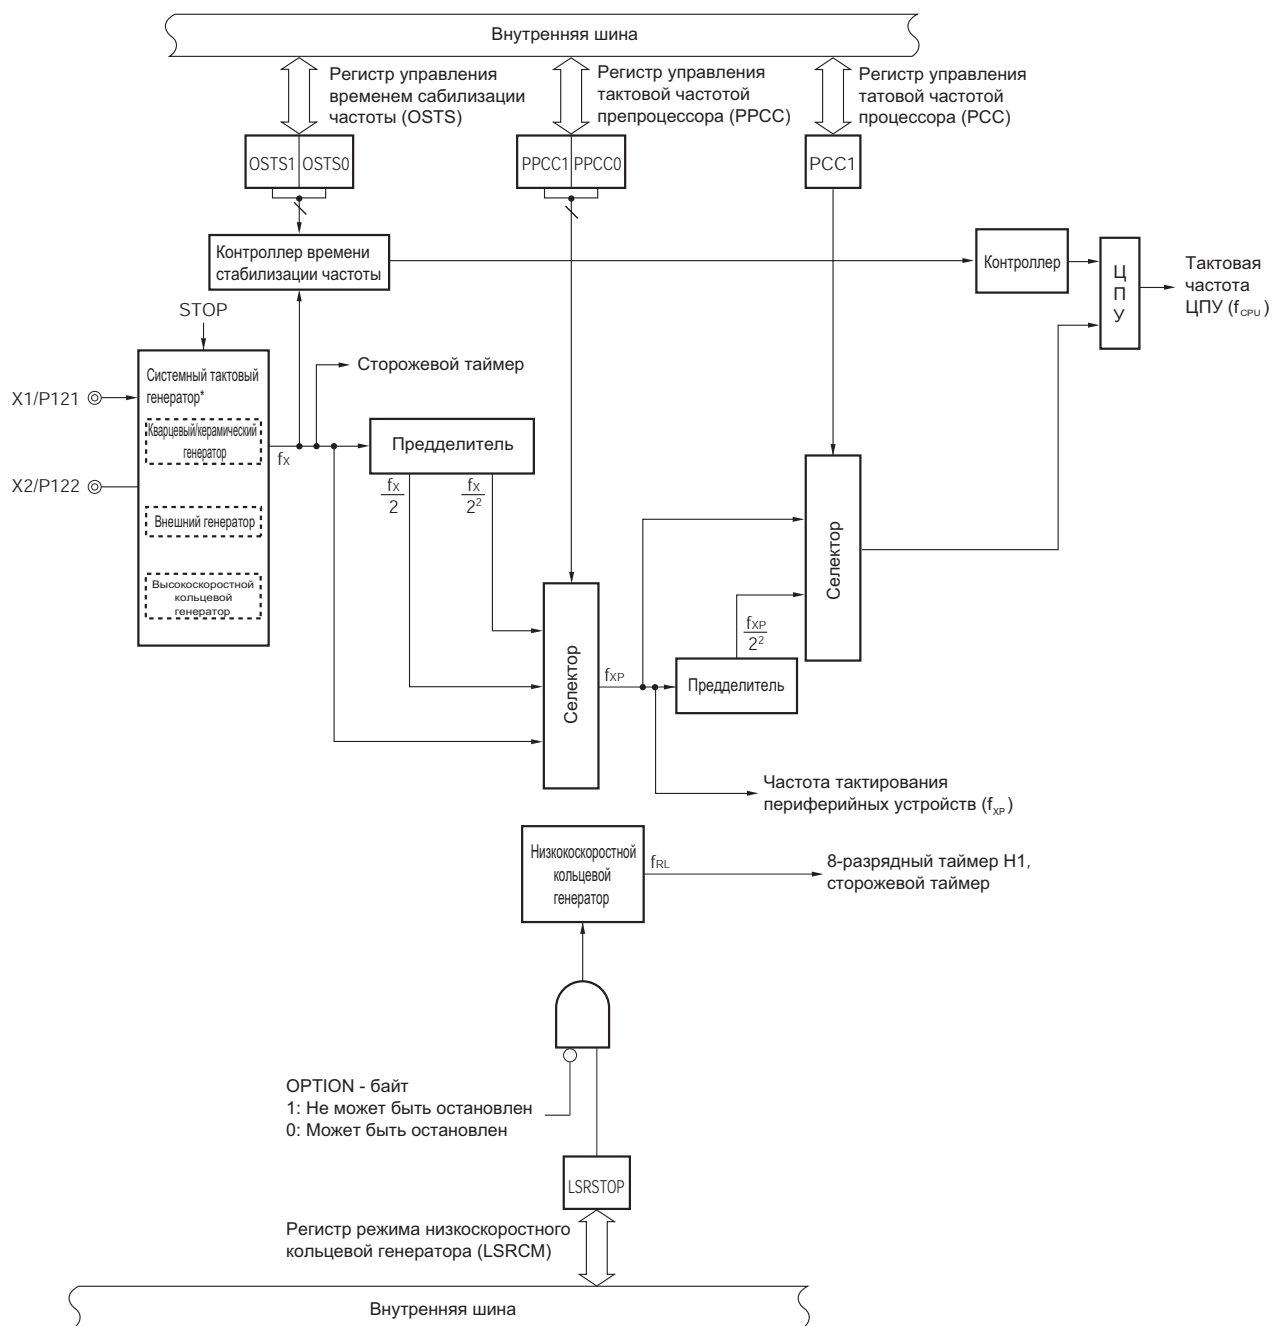 Внутренняя шина
Регистр управления
временем сабилизации
частоты (OSTS)
Регистр управления
тактовой частотой
препроцессора (PPCC)
Регистр управления
татовой частотой
процессора (PCC)
OSTS1 OSTS0
PPCC1 PPCC0
PCC1
Контроллер времени
стабилизации частоты
Контроллер
ЦПУ
Тактовая
частота
ЦПУ (fCPU)
STOP
Системный тактовый
генератор*
Кварцевый/керамический
генератор
Внешний генератор
Высокоскоростной
кольцевой
генератор
X1/P121
X2/P122
fX
Сторожевой таймер
Предделитель
fX/2
fX/2²
Селектор
fXP
Предделитель
fXP/2²
Селектор
Частота тактирования
периферийных устройств (fXP)
Низкокоскоростной
кольцевой
генератор
fRL
8-разрядный таймер H1,
сторожевой таймер
OPTION - байт
1: Не может быть остановлен
0: Может быть остановлен
LSRSTOP
Регистр режима низкоскоростного
кольцевой генератора (LSRCM)
Внутренняя шина